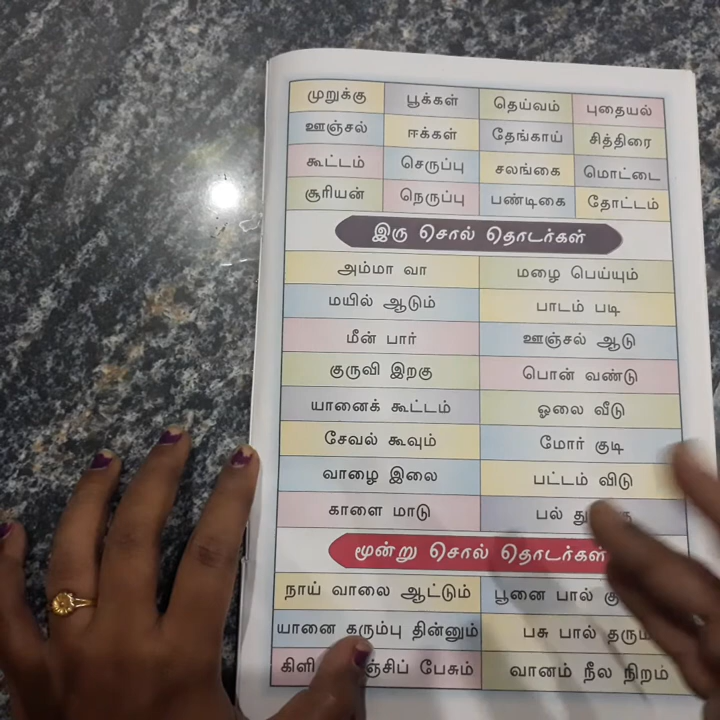 முறுக்கு பூக்கள் தெய்வம் புதையல்
ஊஞ்சல் ஈக்கள் தேங்காய் சித்திரை
கூட்டம் செருப்பு சலங்கை மொட்டை
சூரியன் நெருப்பு பண்டிகை தோட்டம்
இரு சொல் தொடர்கள்
அம்மா வா மழை பெய்யும்
மயில் ஆடும் பாடம் படி
மீன் பார் ஊஞ்சல் ஆடு
குருவி இறகு பொன் வண்டு
யானைக் கூட்டம் ஓலை வீடு
சேவல் கூவும் மோர் குடி
வாழை இலை பட்டம் விடு
காளை மாடு பல்
மூன்று சொல் தொடர்கள்
நாய் வாலை ஆட்டும் பூனை பால்
யானை கரும்பு தின்னும் பசு பால் தரும்
கிளி பேசும் வானம் நீல நிறம்